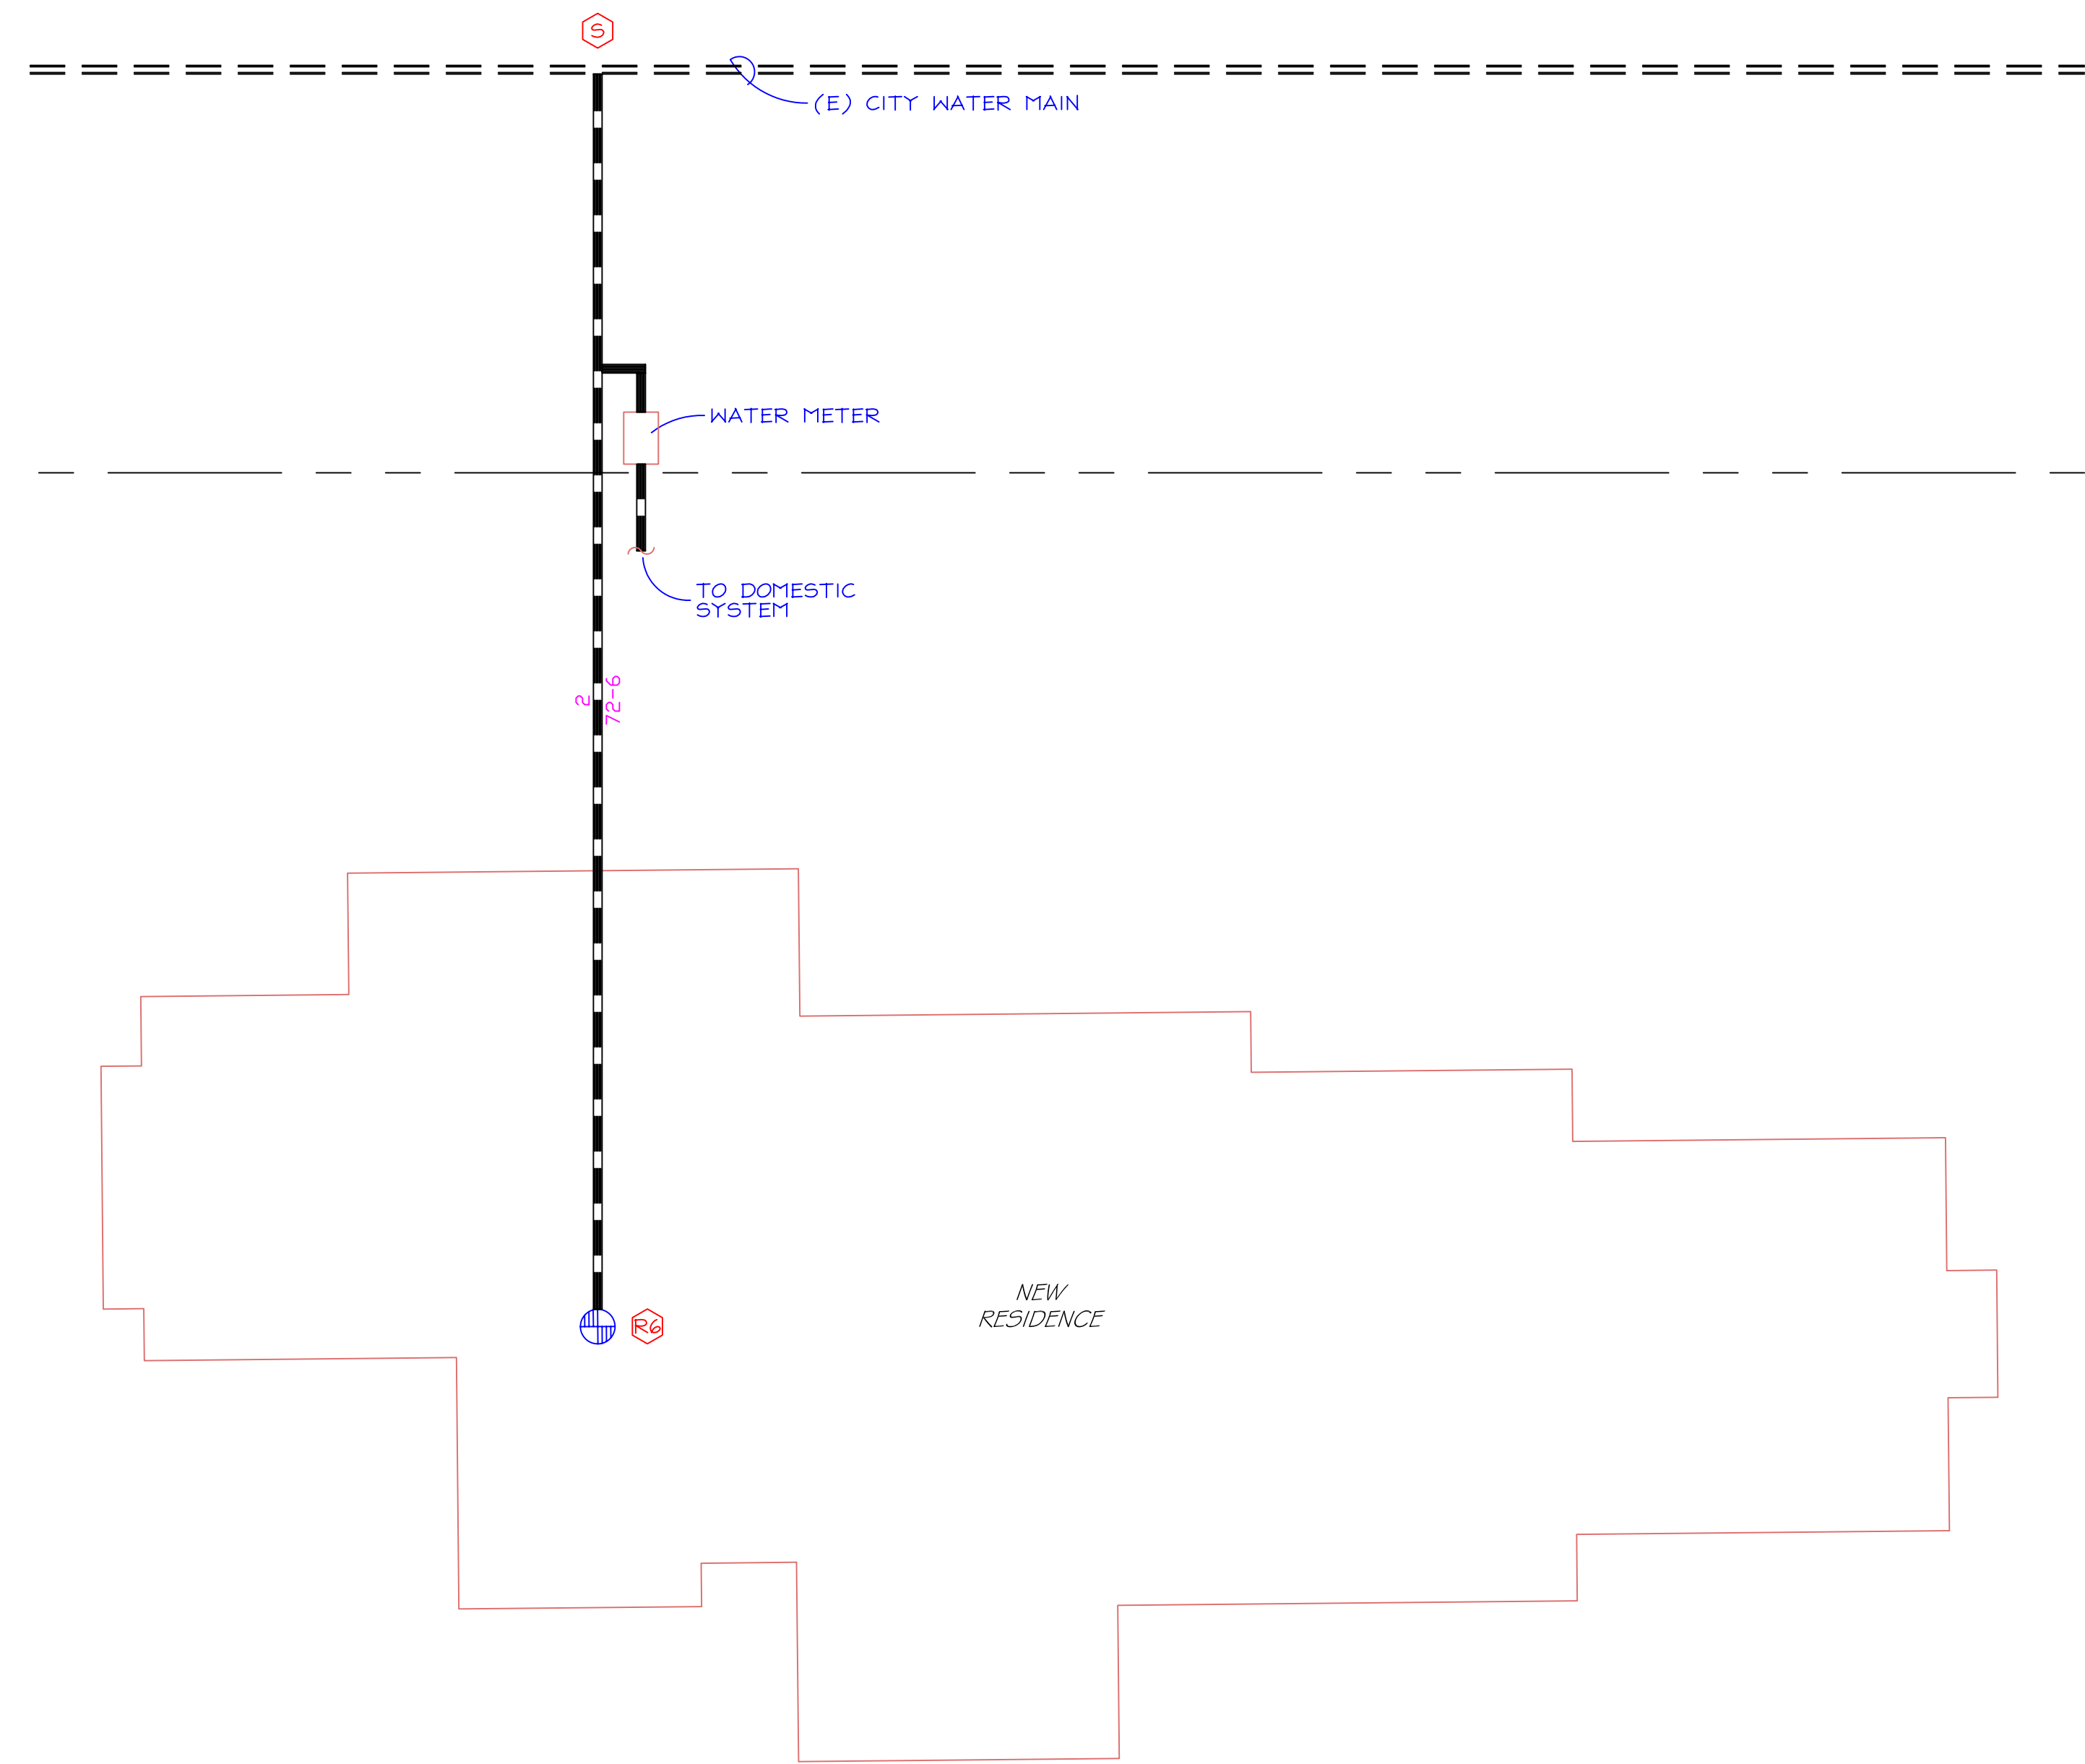 S
(E) CITY WATER MAIN
WATER METER
TO DOMESTIC
SYSTEM
2
72-6
NEW
RESIDENCE
R6